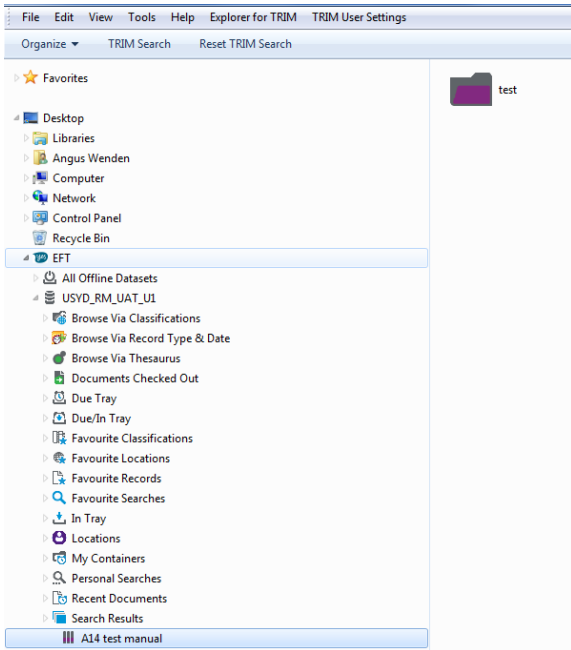 File Edit View Tools Help Explorer for TRIM TRIM User Settings
Organize TRIM Search Reset TRIM Search
Favorites
test
Desktop
Libraries
Angus Wenden
Computer
Network
Control Panel
Recycle Bin
EFT
All Offline Datasets
USYD_RM_UAT_U1
Browse Via Classifications
Browse Via Record Type & Date
Browse Via Thesaurus
Documents Checked Out
Due Tray
Due/In Tray
Favourite Classifications
Favourite Locations
Favourite Records
Favourite Searches
In Tray
Locations
My Containers
Personal Searches
Recent Documents
Search Results
A14 test manual